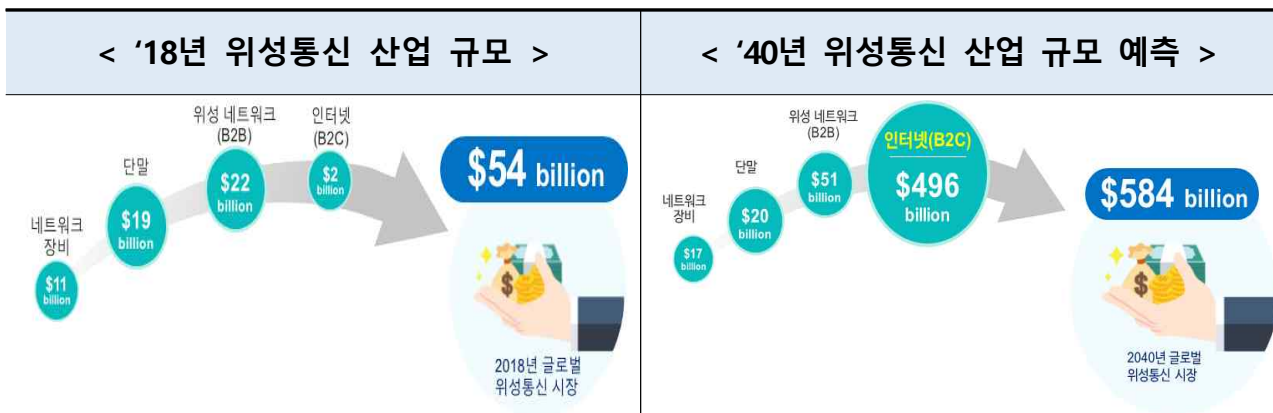 < ‘18년 위성통신 산업 규모 >
네트워크
장비
$11
billion
단말
$19
billion
위성 네트워크
(B2B)
$22
billion
인터넷
(B2C)
$2
billion
$54 billion
$
2018년 글로벌
위성통신 시장
< ‘40년 위성통신 산업 규모 예측 >
네트워크
장비
$17
billion
단말
$20
billion
위성 네트워크
(B2B)
$51
billion
인터넷(B2C)
$496
billion
$584 billion
$
2040년 글로벌
위성통신 시장